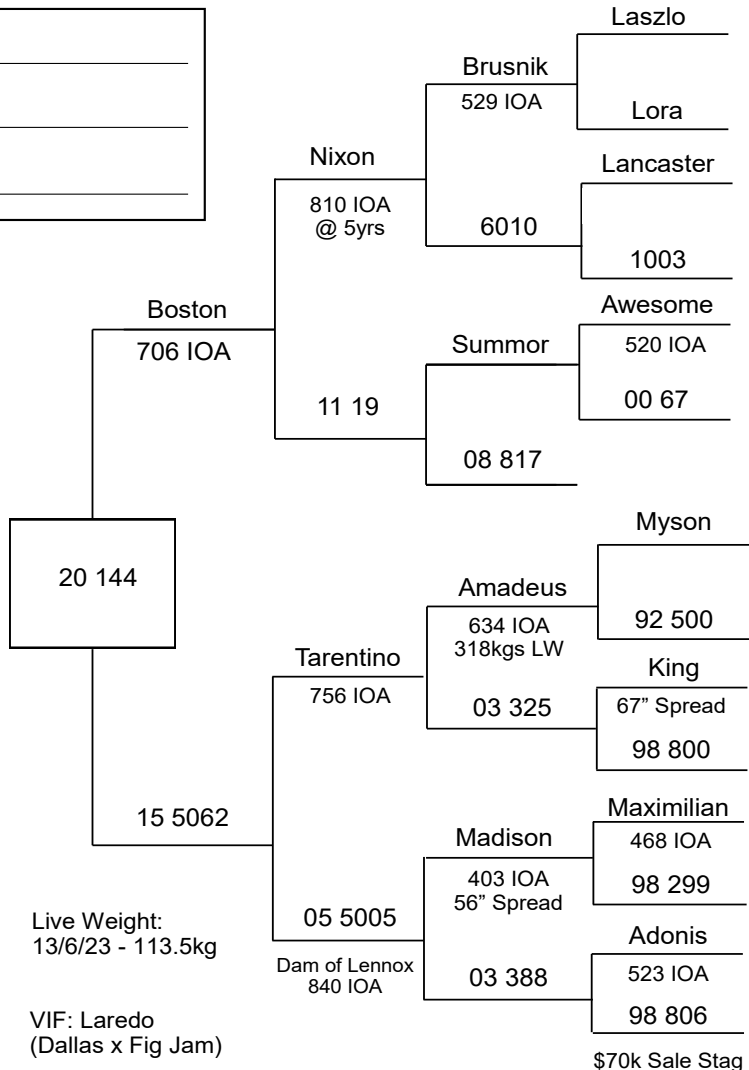 Laszlo
Brusnik
529 IOA
Lora
Nixon
Lancaster
810 IOA
@ 5yrs
6010
1003
Boston
Awesome
706 IOA
Summor
520 IOA
11 19
00 67
08 817
Myson
20 144
Amadeus
634 IOA
318kgs LW
92 500
Tarentino
King
756 IOA
03 325
67” Spread
98 800
15 5062
Maximilian
Madison
468 IOA
403 IOA
56” Spread
98 299
Live Weight:
13/6/23 - 113.5kg
05 5005
Adonis
Dam of Lennox
840 IOA
03 388
523 IOA
98 806
VIF: Laredo
(Dallas x Fig Jam)
$70k Sale Stag